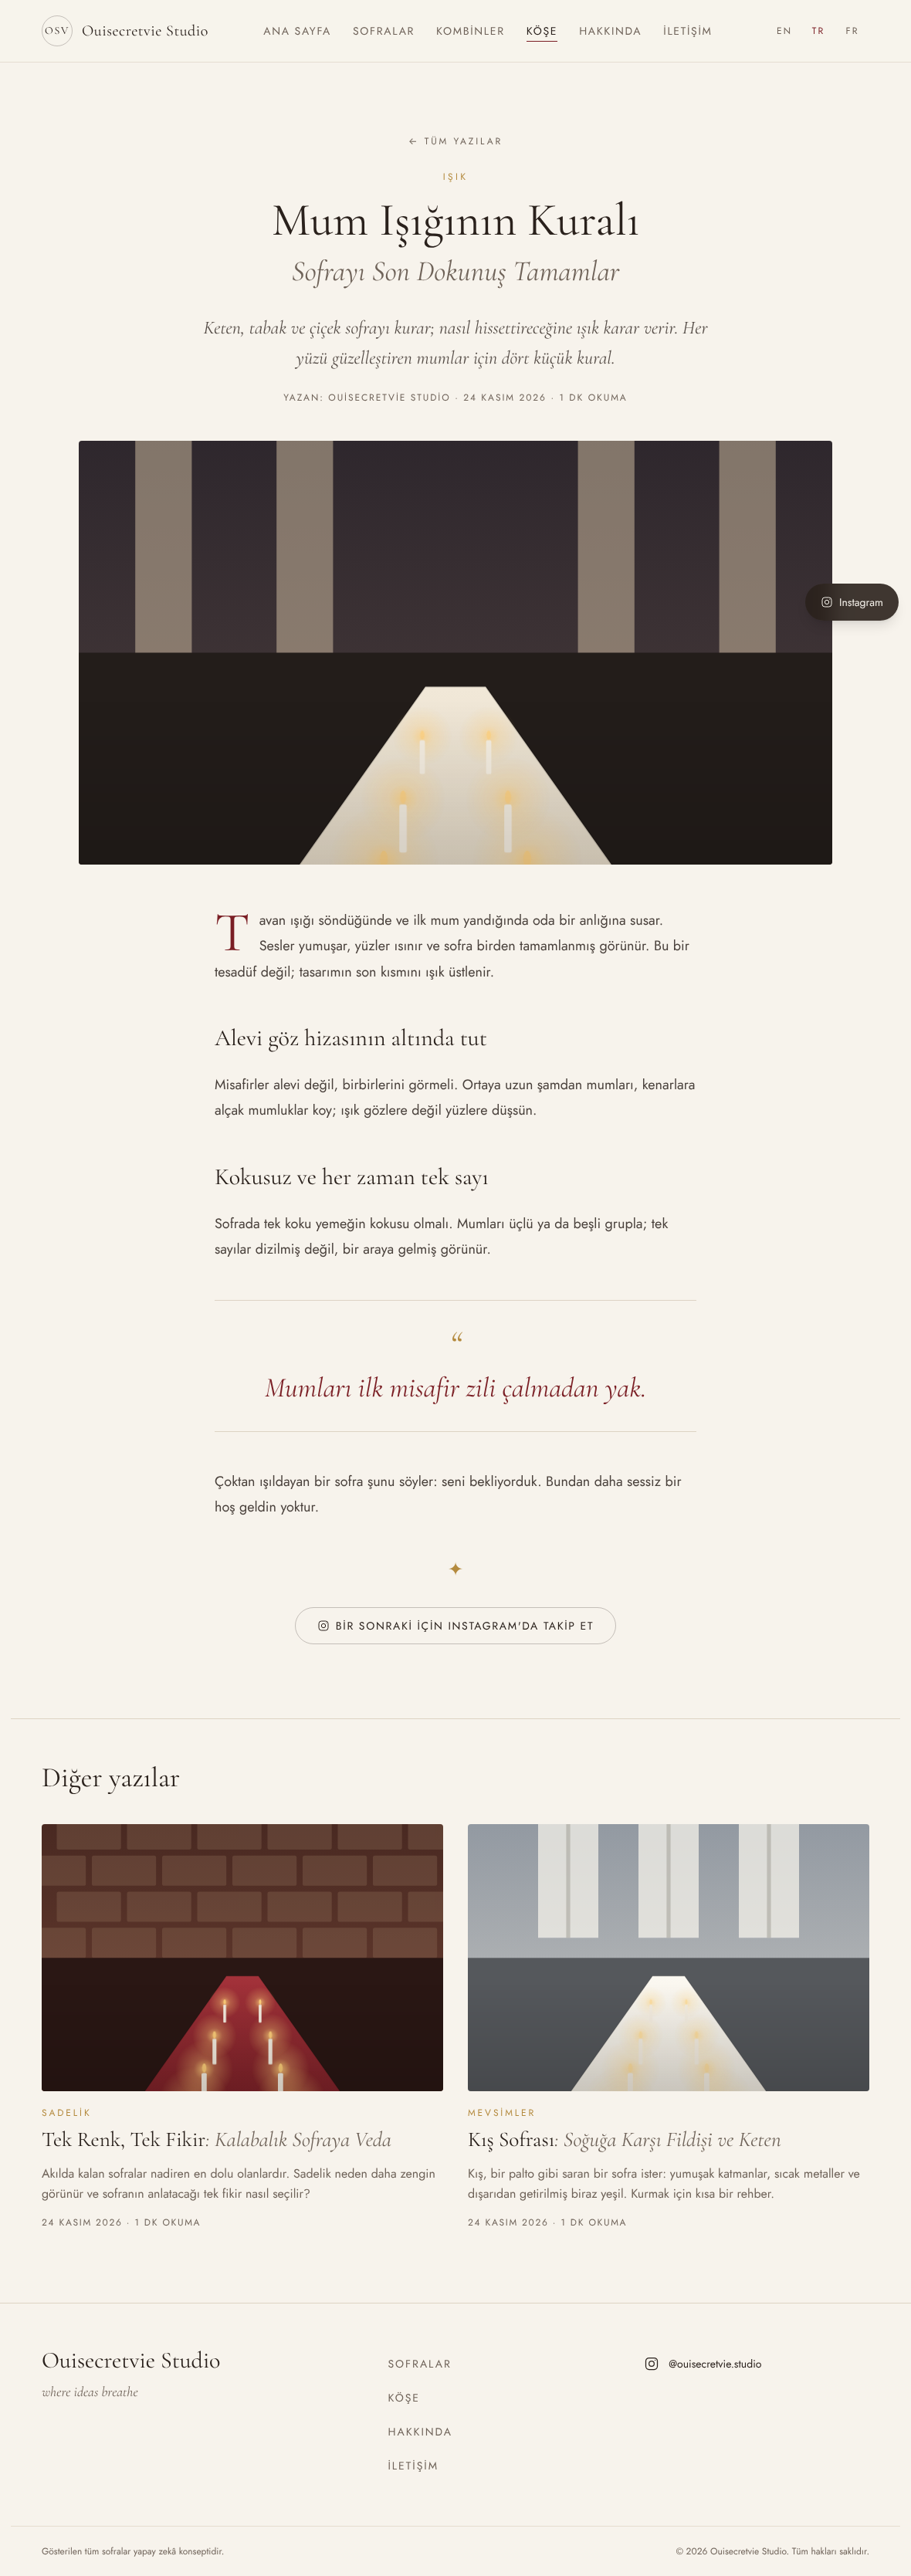 OSV Ouisecretvie Studio ANA SAYFA SOFRALAR KOMBİNLER KÖŞE HAKKINDA İLETİŞİM EN TR FR
← TÜM YAZILAR
IŞIK
Mum Işığının Kuralı
Sofrayı Son Dokunuş Tamamlar
Keten, tabak ve çiçek sofrayı kurar; nasıl hissettireceğine ışık karar verir. Her
yüzü güzelleştiren mumlar için dört küçük kural.
YAZAN: OUİSECRETVİE STUDİO · 24 KASIM 2026 · 1 DK OKUMA
Instagram
Tavan ışığı söndüğünde ve ilk mum yandığında oda bir anlığına susar.
Sesler yumuşar, yüzler ısınır ve sofra birden tamamlanmış görünür. Bu bir
tesadüf değil; tasarımın son kısmını ışık üstlenir.
Alevi göz hizasının altında tut
Misafirler alevi değil, birbirlerini görmeli. Ortaya uzun şamdan mumları, kenarlara
alçak mumluklar koy; ışık gözlere değil yüzlere düşsün.
Kokusuz ve her zaman tek sayı
Sofrada tek koku yemeğin kokusu olmalı. Mumları üçlü ya da beşli grupla; tek
sayılar dizilmiş değil, bir araya gelmiş görünür.
“
Mumları ilk misafir zili çalmadan yak.
Çoktan ışıldayan bir sofra şunu söyler: seni bekliyorduk. Bundan daha sessiz bir
hoş geldin yoktur.
✦
BİR SONRAKİ İÇİN INSTAGRAM'DA TAKİP ET
Diğer yazılar
SADELİK
Tek Renk, Tek Fikir: Kalabalık Sofraya Veda
Akılda kalan sofralar nadiren en dolu olanlardır. Sadelik neden daha zengin
görünür ve sofranın anlatacağı tek fikir nasıl seçilir?
24 KASIM 2026 · 1 DK OKUMA
MEVSİMLER
Kış Sofrası: Soğuğa Karşı Fildişi ve Keten
Kış, bir palto gibi saran bir sofra ister: yumuşak katmanlar, sıcak metaller ve
dışarıdan getirilmiş biraz yeşil. Kurmak için kısa bir rehber.
24 KASIM 2026 · 1 DK OKUMA
Ouisecretvie Studio
where ideas breathe
SOFRALAR
KÖŞE
HAKKINDA
İLETİŞİM
@ouisecretvie.studio
Gösterilen tüm sofralar yapay zekâ konseptidir.
© 2026 Ouisecretvie Studio. Tüm hakları saklıdır.